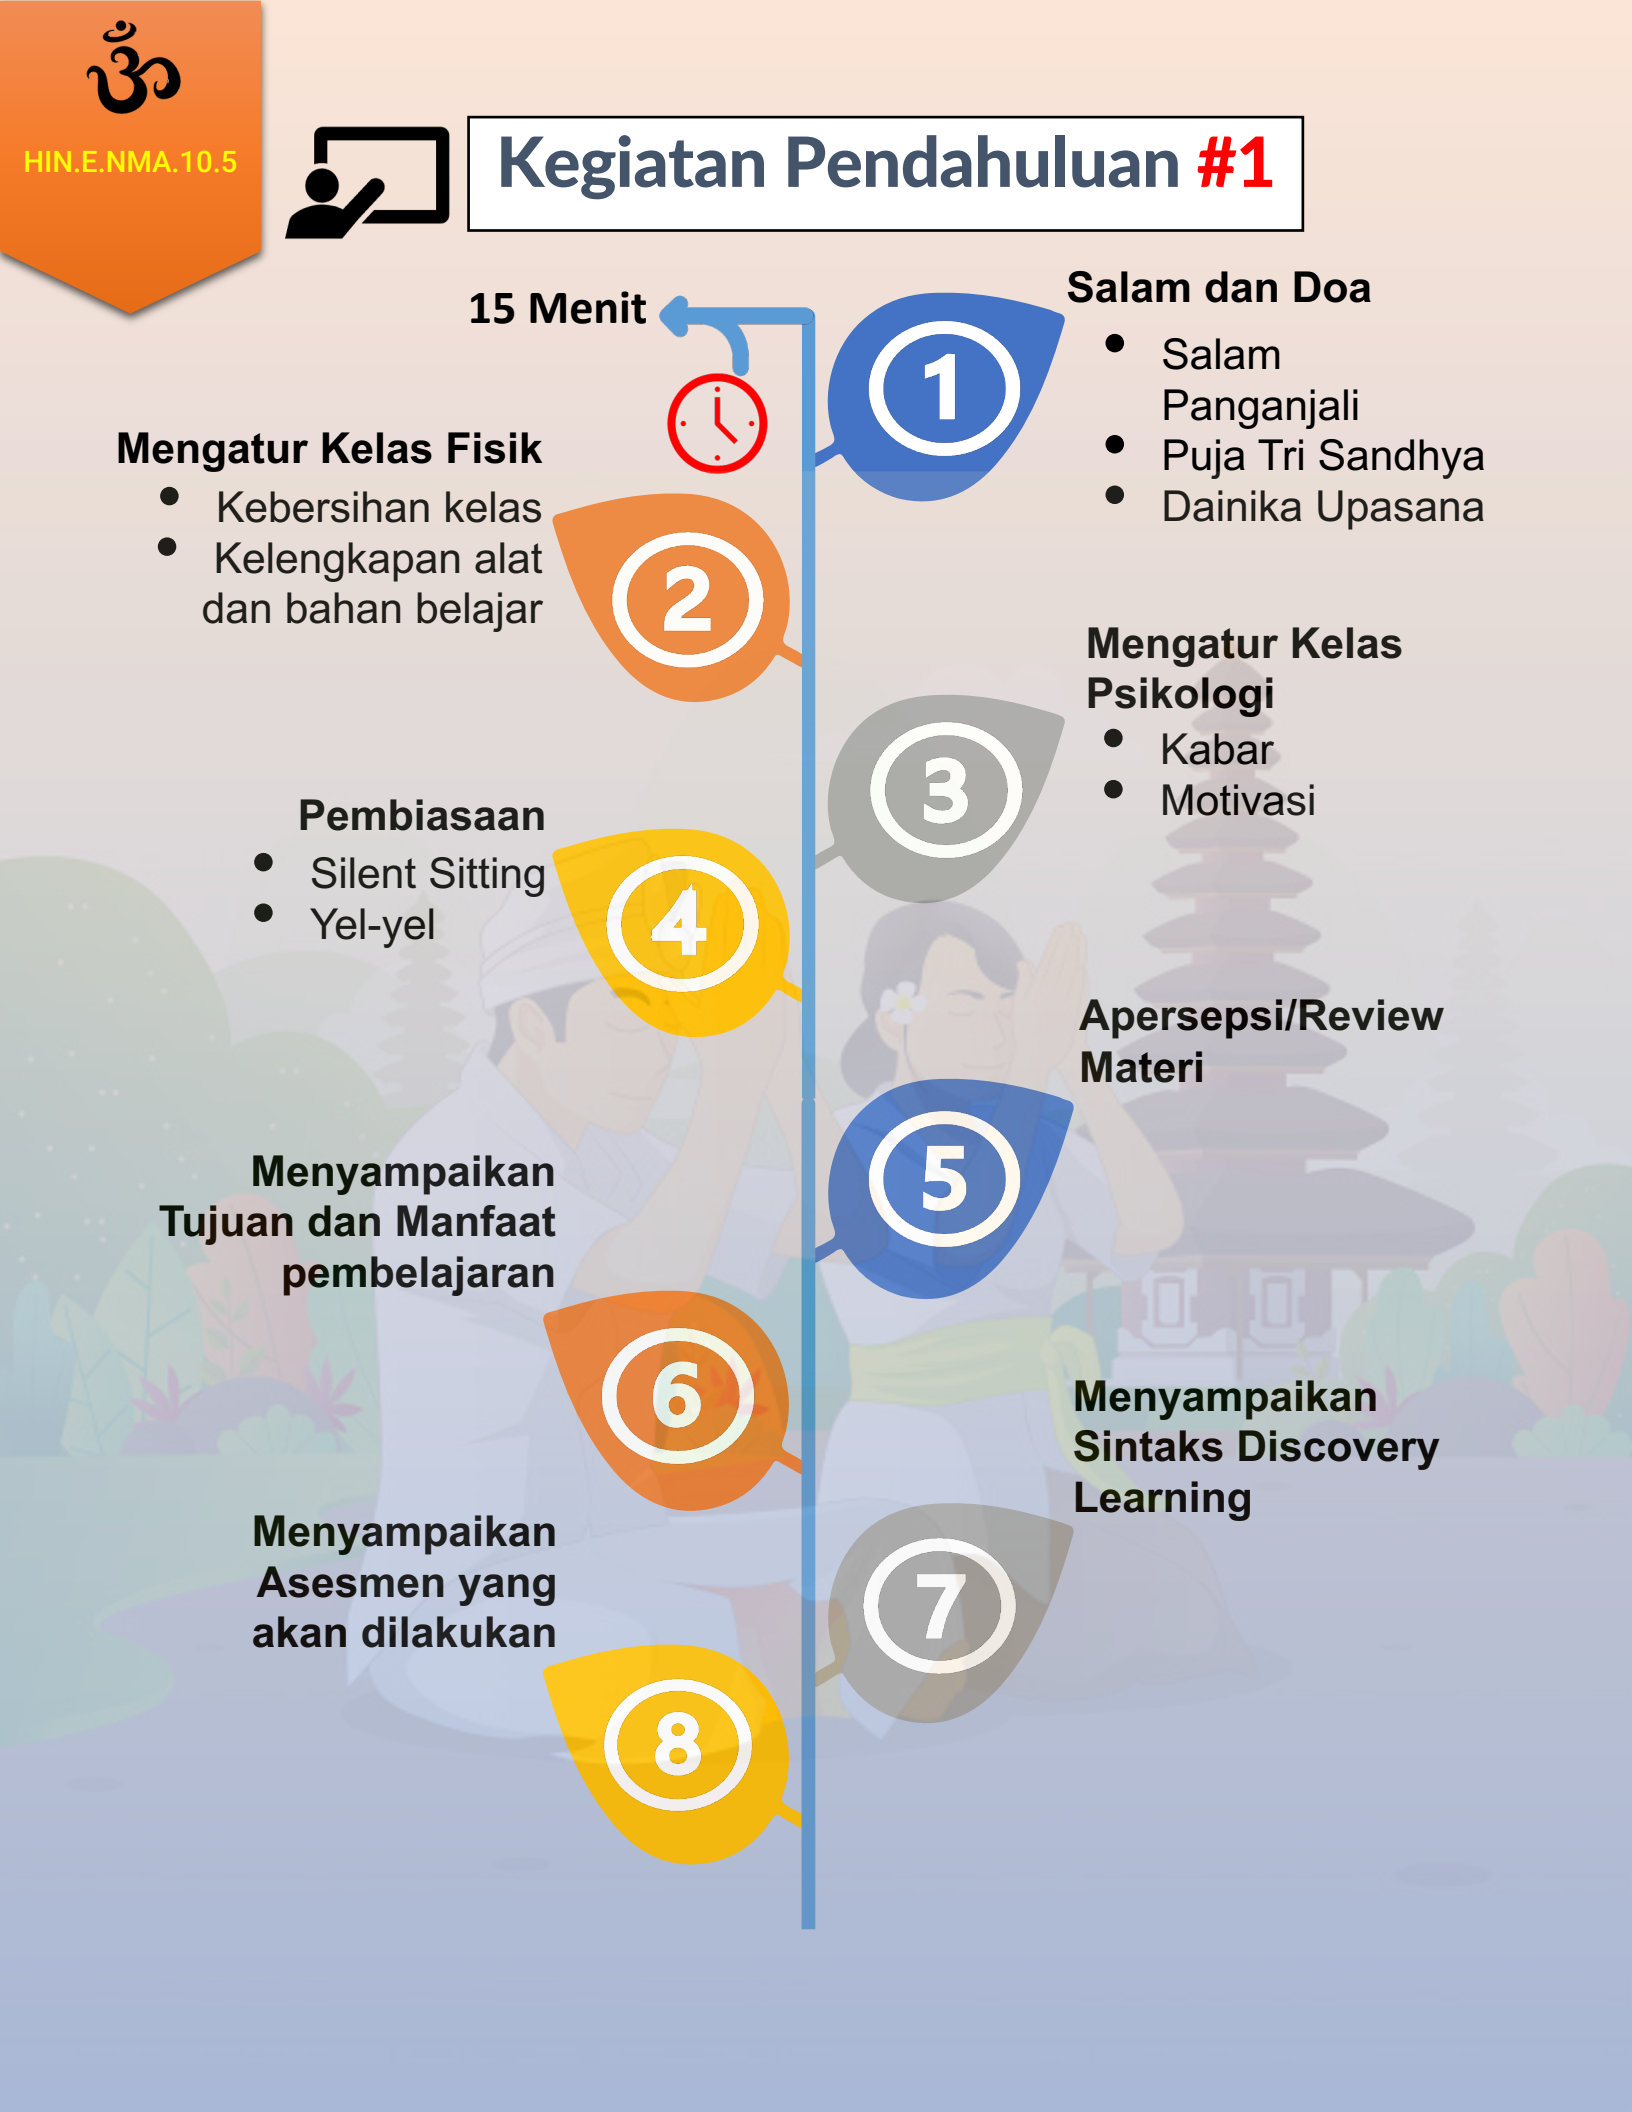 ॐ
HIN.E.NMA.10.5
Kegiatan Pendahuluan #1
15 Menit
1
Salam dan Doa
• Salam
Panganjali
• Puja Tri Sandhya
• Dainika Upasana
Mengatur Kelas Fisik
• Kebersihan kelas
• Kelengkapan alat
dan bahan belajar
2
Mengatur Kelas
Psikologi
• Kabar
• Motivasi
3
Pembiasaan
• Silent Sitting
• Yel-yel
4
Apersepsi/Review
Materi
5
Menyampaikan
Tujuan dan Manfaat
pembelajaran
6
Menyampaikan
Sintaks Discovery
Learning
7
Menyampaikan
Asesmen yang
akan dilakukan
8